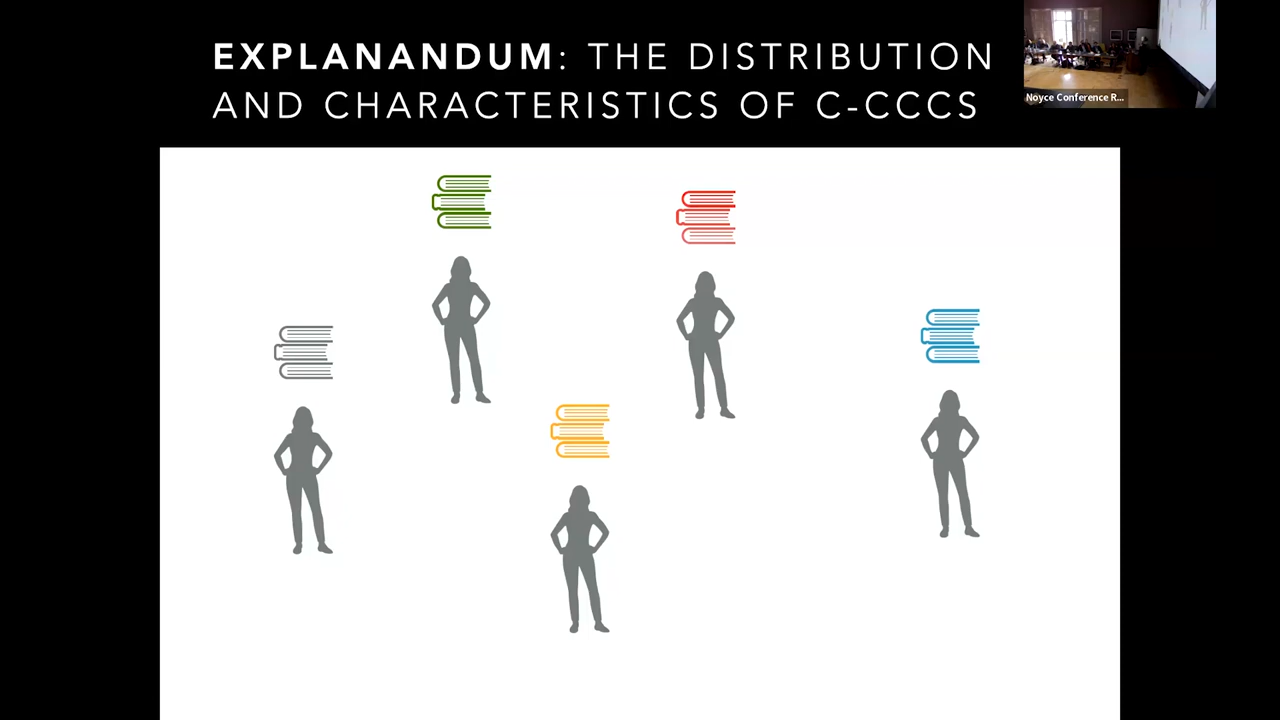 EXPLANANDUM: THE DISTRIBUTION
AND CHARACTERISTICS OF C-CCCS
Noyce Conference R...